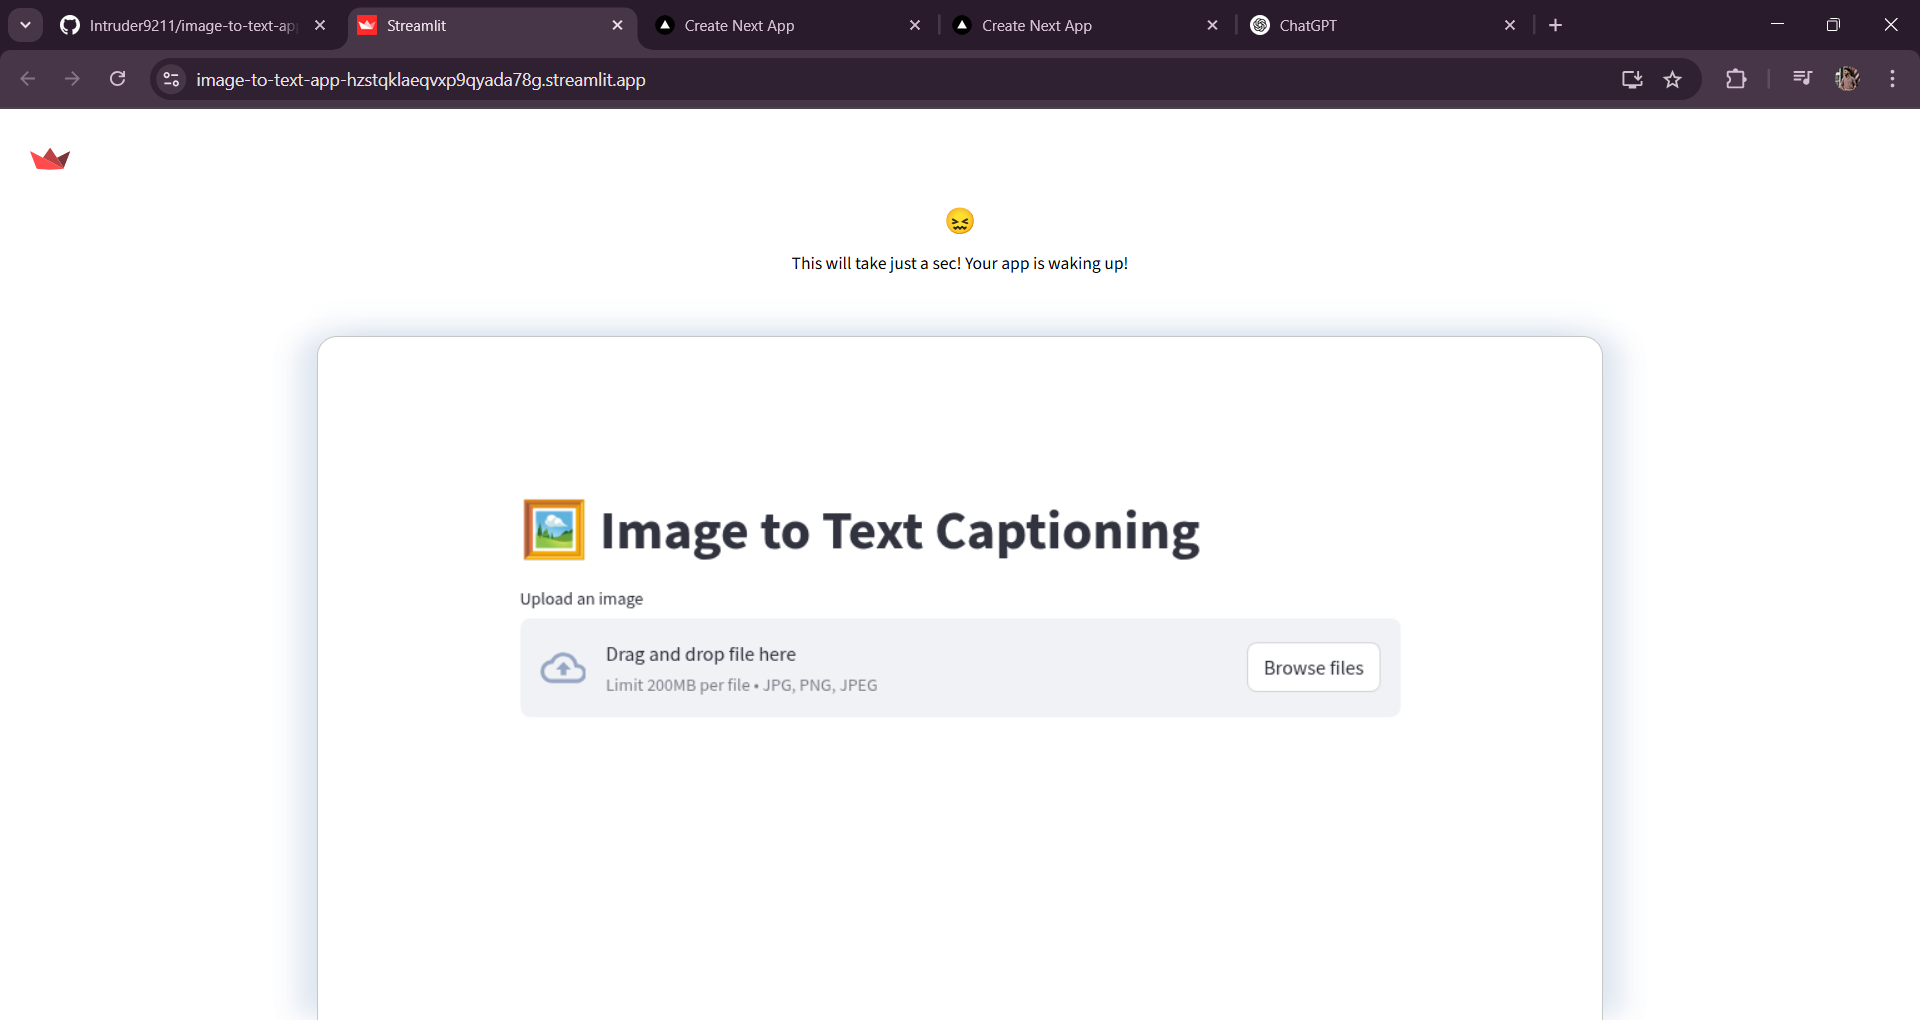 Intruder9211/image-to-text-app
Streamlit
Create Next App
Create Next App
ChatGPT
image-to-text-app-hzstqklaeqvxp9qyada78g.streamlit.app
This will take just a sec! Your app is waking up!
Image to Text Captioning
Upload an image
Drag and drop file here
Limit 200MB per file • JPG, PNG, JPEG
Browse files